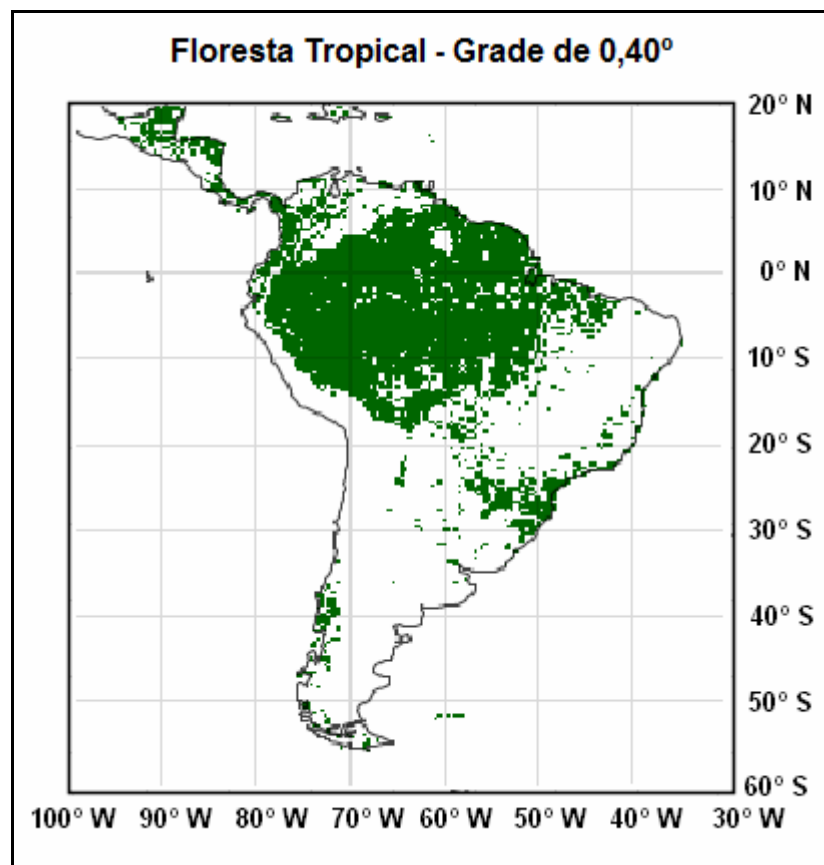 Floresta Tropical - Grade de 0,40º
20° N
10° N
0° N
10° S
20° S
30° S
40° S
50° S
60° S
100° W 90° W 80° W 70° W 60° W 50° W 40° W 30° W